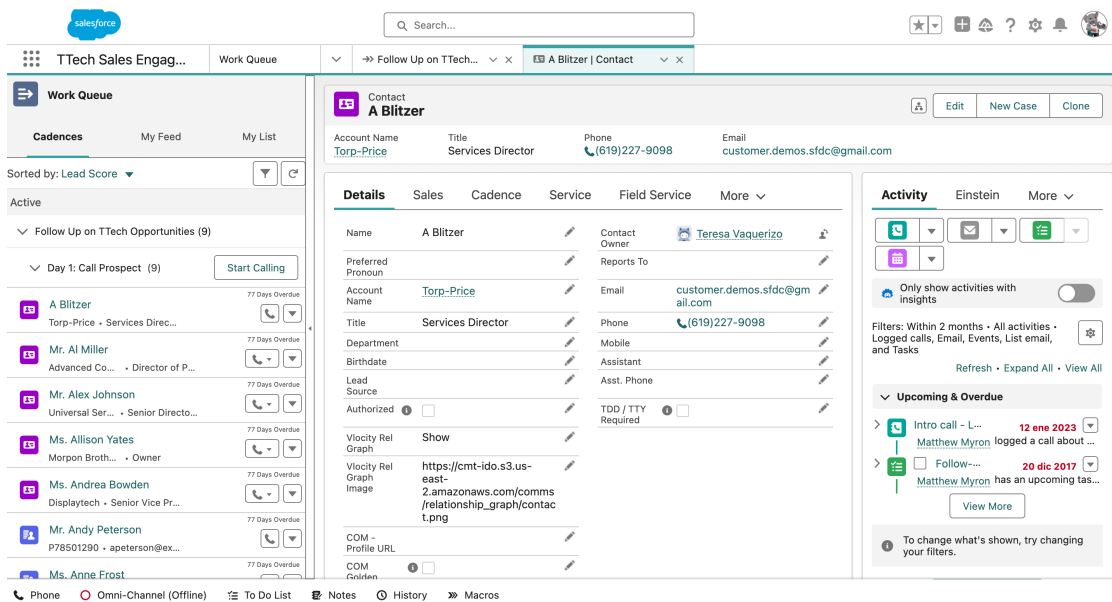 salesforce
Search...
TTech Sales Engag...
Work Queue
Follow Up on TTech...
A Blitzer | Contact
Work Queue
Cadences
My Feed
My List
Sorted by: Lead Score
Active
Follow Up on TTech Opportunities (9)
Day 1: Call Prospect (9)
Start Calling
77 Days Overdue
A Blitzer
Torp-Price • Services Direc...
77 Days Overdue
Mr. Al Miller
Advanced Co... • Director of P...
77 Days Overdue
Mr. Alex Johnson
Universal Ser... • Senior Directo...
77 Days Overdue
Ms. Allison Yates
Morpon Broth... • Owner
77 Days Overdue
Ms. Andrea Bowden
Displaytech • Senior Vice Pr...
77 Days Overdue
Mr. Andy Peterson
P78501290 • apeterson@ex...
77 Days Overdue
Ms. Anne Frost
Contact
A Blitzer
Edit
New Case
Clone
Account Name
Torp-Price
Title
Services Director
Phone
(619)227-9098
Email
customer.demos.sfdc@gmail.com
Details
Sales
Cadence
Service
Field Service
More
Name
A Blitzer
Preferred
Pronoun
Account
Name
Torp-Price
Title
Services Director
Department
Birthdate
Lead
Source
Authorized
Vlocity Rel
Graph
Show
Vlocity Rel
Graph
Image
https://cmt-ido.s3.us-
east-
2.amazonaws.com/comms
/relationship_graph/contac
t.png
COM -
Profile URL
COM
Golden
Contact
Owner
Teresa Vaquerizo
Reports To
Email
customer.demos.sfdc@gm
ail.com
Phone
(619)227-9098
Mobile
Assistant
Asst. Phone
TDD / TTY
Required
Activity
Einstein
More
Only show activities with
insights
Filters: Within 2 months • All activities •
Logged calls, Email, Events, List email,
and Tasks
Refresh • Expand All • View All
Upcoming & Overdue
Intro call - L...
12 ene 2023
Matthew Myron logged a call about ...
Follow-...
20 dic 2017
Matthew Myron has an upcoming tas...
View More
To change what's shown, try changing
your filters.
Phone
Omni-Channel (Offline)
To Do List
Notes
History
Macros